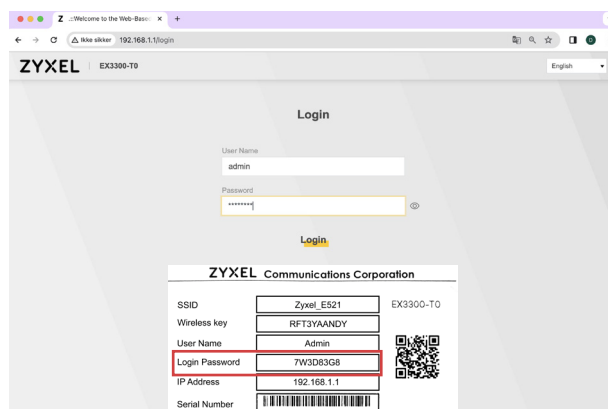 Z .::Welcome to the Web-Based
Ikke sikker 192.168.1.1/login
ZYXEL EX3300-T0
English
Login
User Name
admin
Password
********
Login
ZYXEL Communications Corporation
SSID Zyxel_E521 EX3300-T0
Wireless key RFT3YAANDY
User Name Admin
Login Password 7W3D83G8
IP Address 192.168.1.1
Serial Number